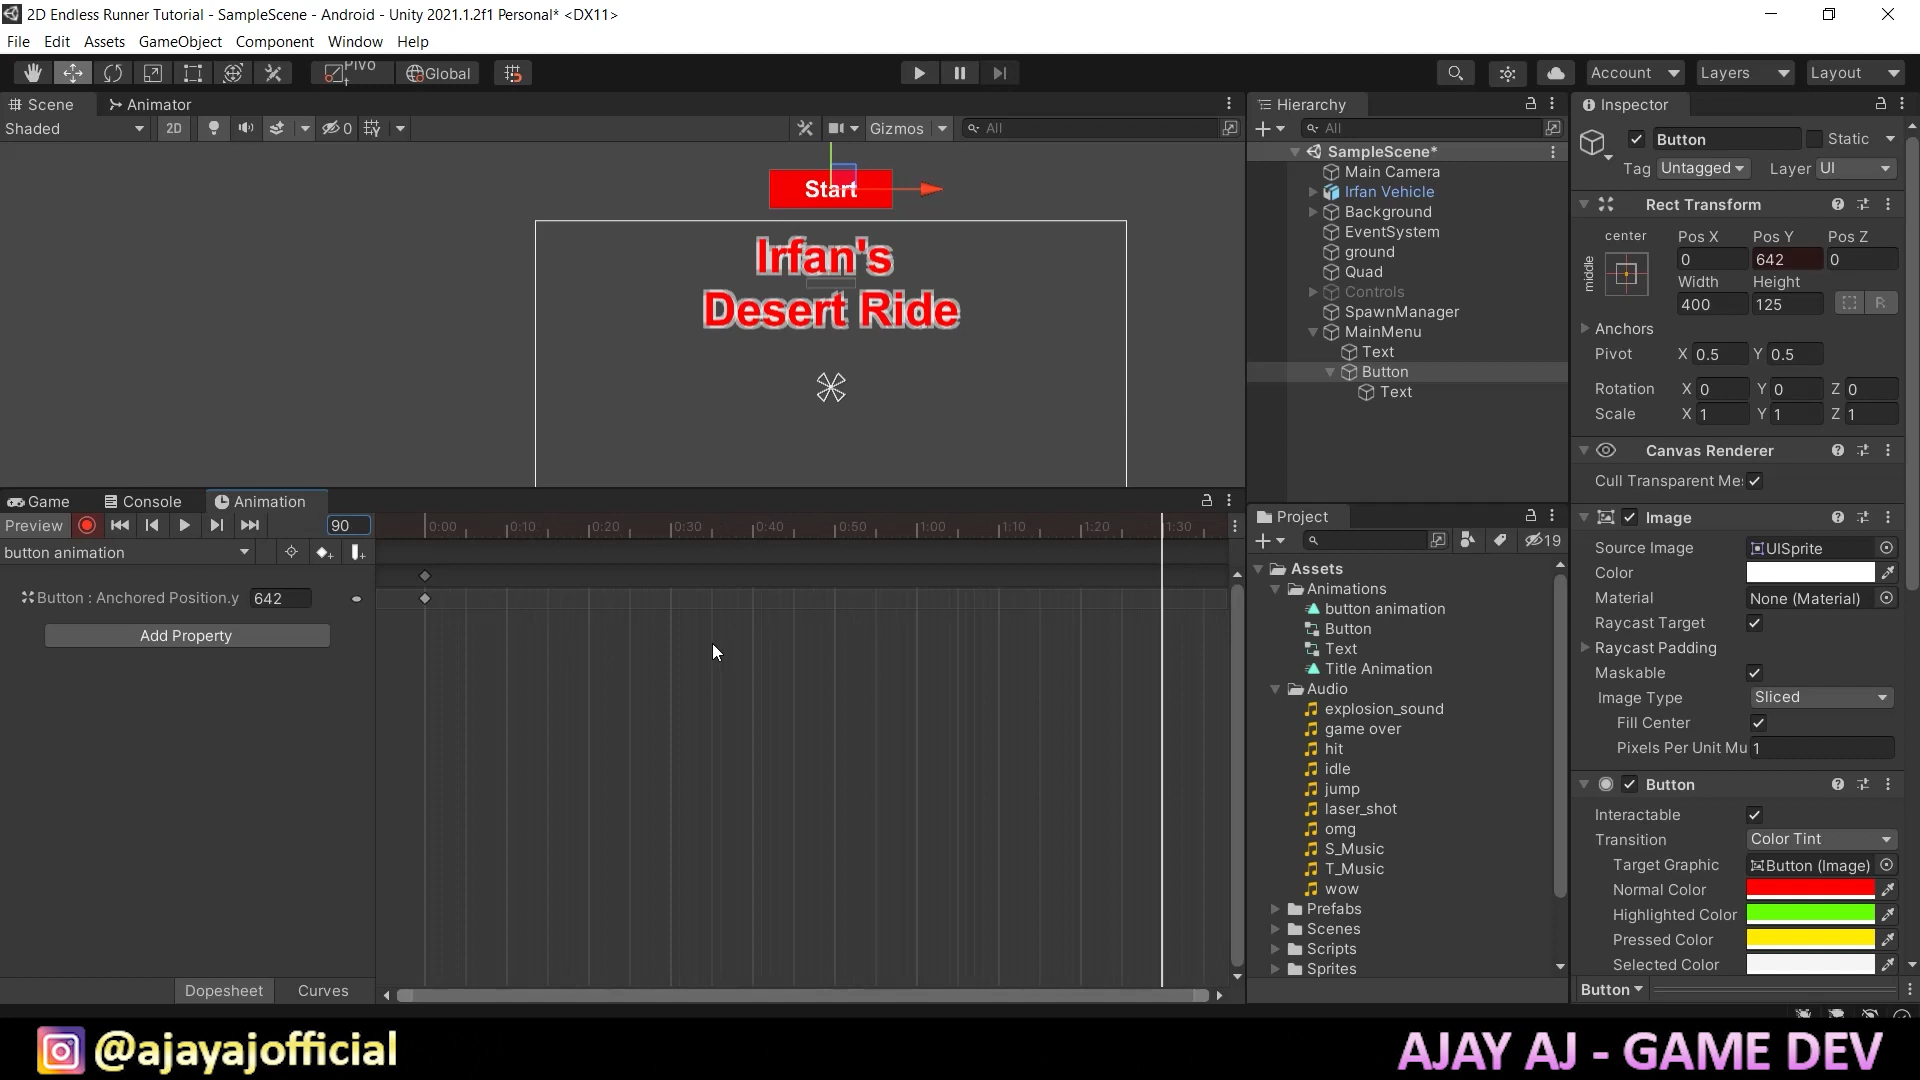 2D Endless Runner Tutorial - SampleScene - Android - Unity 2021.1.2f1 Personal* <DX11>
File Edit Assets GameObject Component Window Help
Pivot Global Account Layers Layout
Scene Animator
Shaded 2D 0 Gizmos All
Start
Irfan's
Desert Ride
Hierarchy
All
SampleScene*
Main Camera
Irfan Vehicle
Background
EventSystem
ground
Quad
Controls
SpawnManager
MainMenu
Text
Button
Text
Inspector
Button Static
Tag Untagged Layer UI
Rect Transform
center Pos X Pos Y Pos Z
middle 0 642 0
Width Height
400 125 R
Anchors
Pivot X 0.5 Y 0.5
Rotation X 0 Y 0 Z 0
Scale X 1 Y 1 Z 1
Canvas Renderer
Cull Transparent Me:
Image
Source Image UISprite
Color
Material None (Material)
Raycast Target
Raycast Padding
Maskable
Image Type Sliced
Fill Center
Pixels Per Unit Mu 1
Button
Interactable
Transition Color Tint
Target Graphic Button (Image)
Normal Color
Highlighted Color
Pressed Color
Selected Color
Button
Game Console Animation
Preview 90 0:00 0:10 0:20 0:30 0:40 0:50 1:00 1:10 1:20 1:30
button animation
Button : Anchored Position.y 642
Add Property
Dopesheet Curves
Project
19
Assets
Animations
button animation
Button
Text
Title Animation
Audio
explosion_sound
game over
hit
idle
jump
laser_shot
omg
S_Music
T_Music
wow
Prefabs
Scenes
Scripts
Sprites
@ajayajofficial
AJAY AJ - GAME DEV